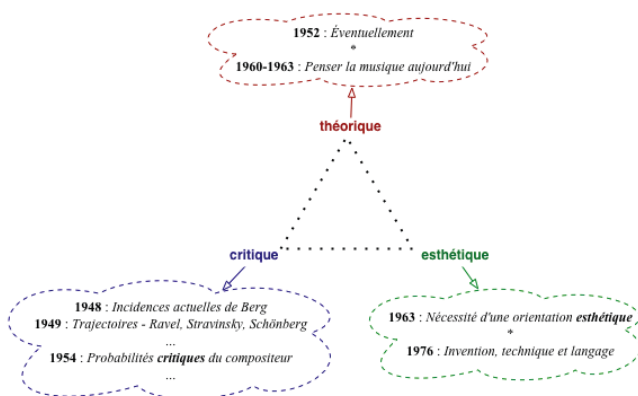 1952 : Éventuellement
*
1960-1963 : Penser la musique aujourd'hui
théorique
critique
esthétique
1948 : Incidences actuelles de Berg
1949 : Trajectoires - Ravel, Stravinsky, Schönberg
...
1954 : Probabilités critiques du compositeur
...
1963 : Nécessité d'une orientation esthétique
*
1976 : Invention, technique et langage